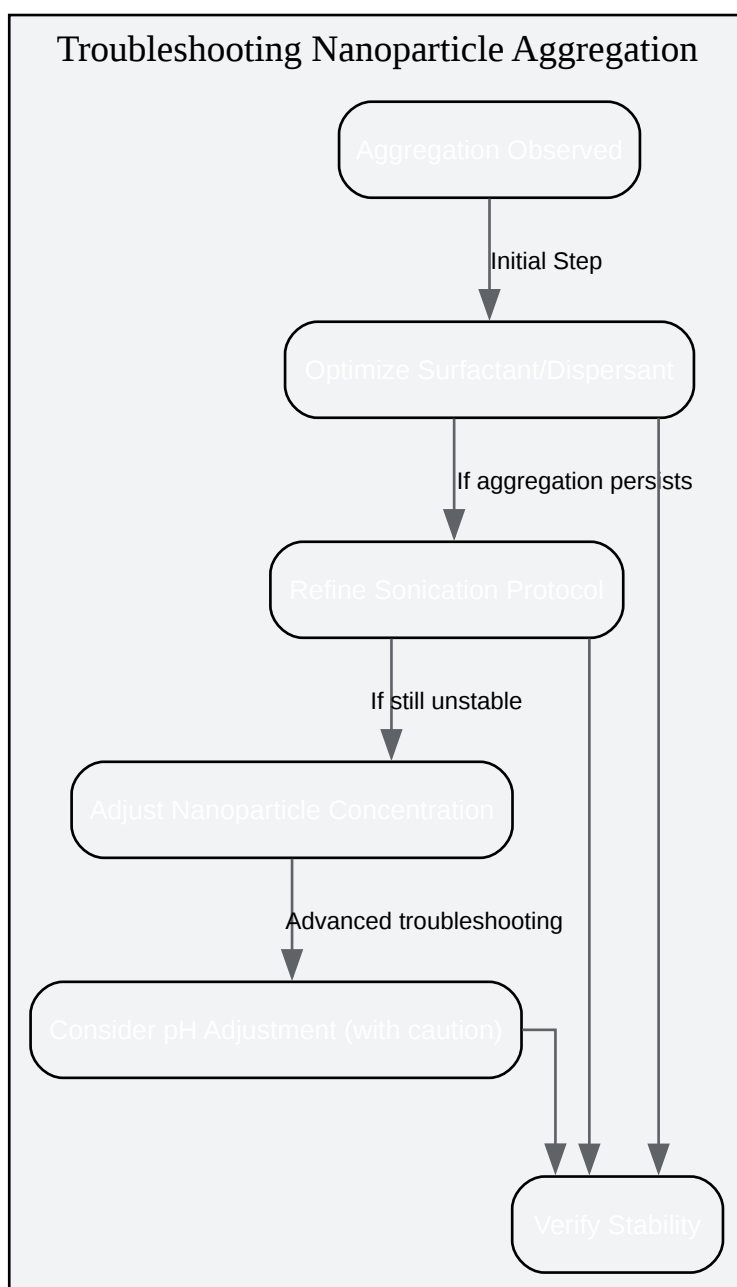 Troubleshooting Nanoparticle Aggregation
Aggregation Observed
Initial Step
Optimize Surfactant/Dispersant
If aggregation persists
Refine Sonication Protocol
If still unstable
Adjust Nanoparticle Concentration
Advanced troubleshooting
Consider pH Adjustment (with caution)
Verify Stability